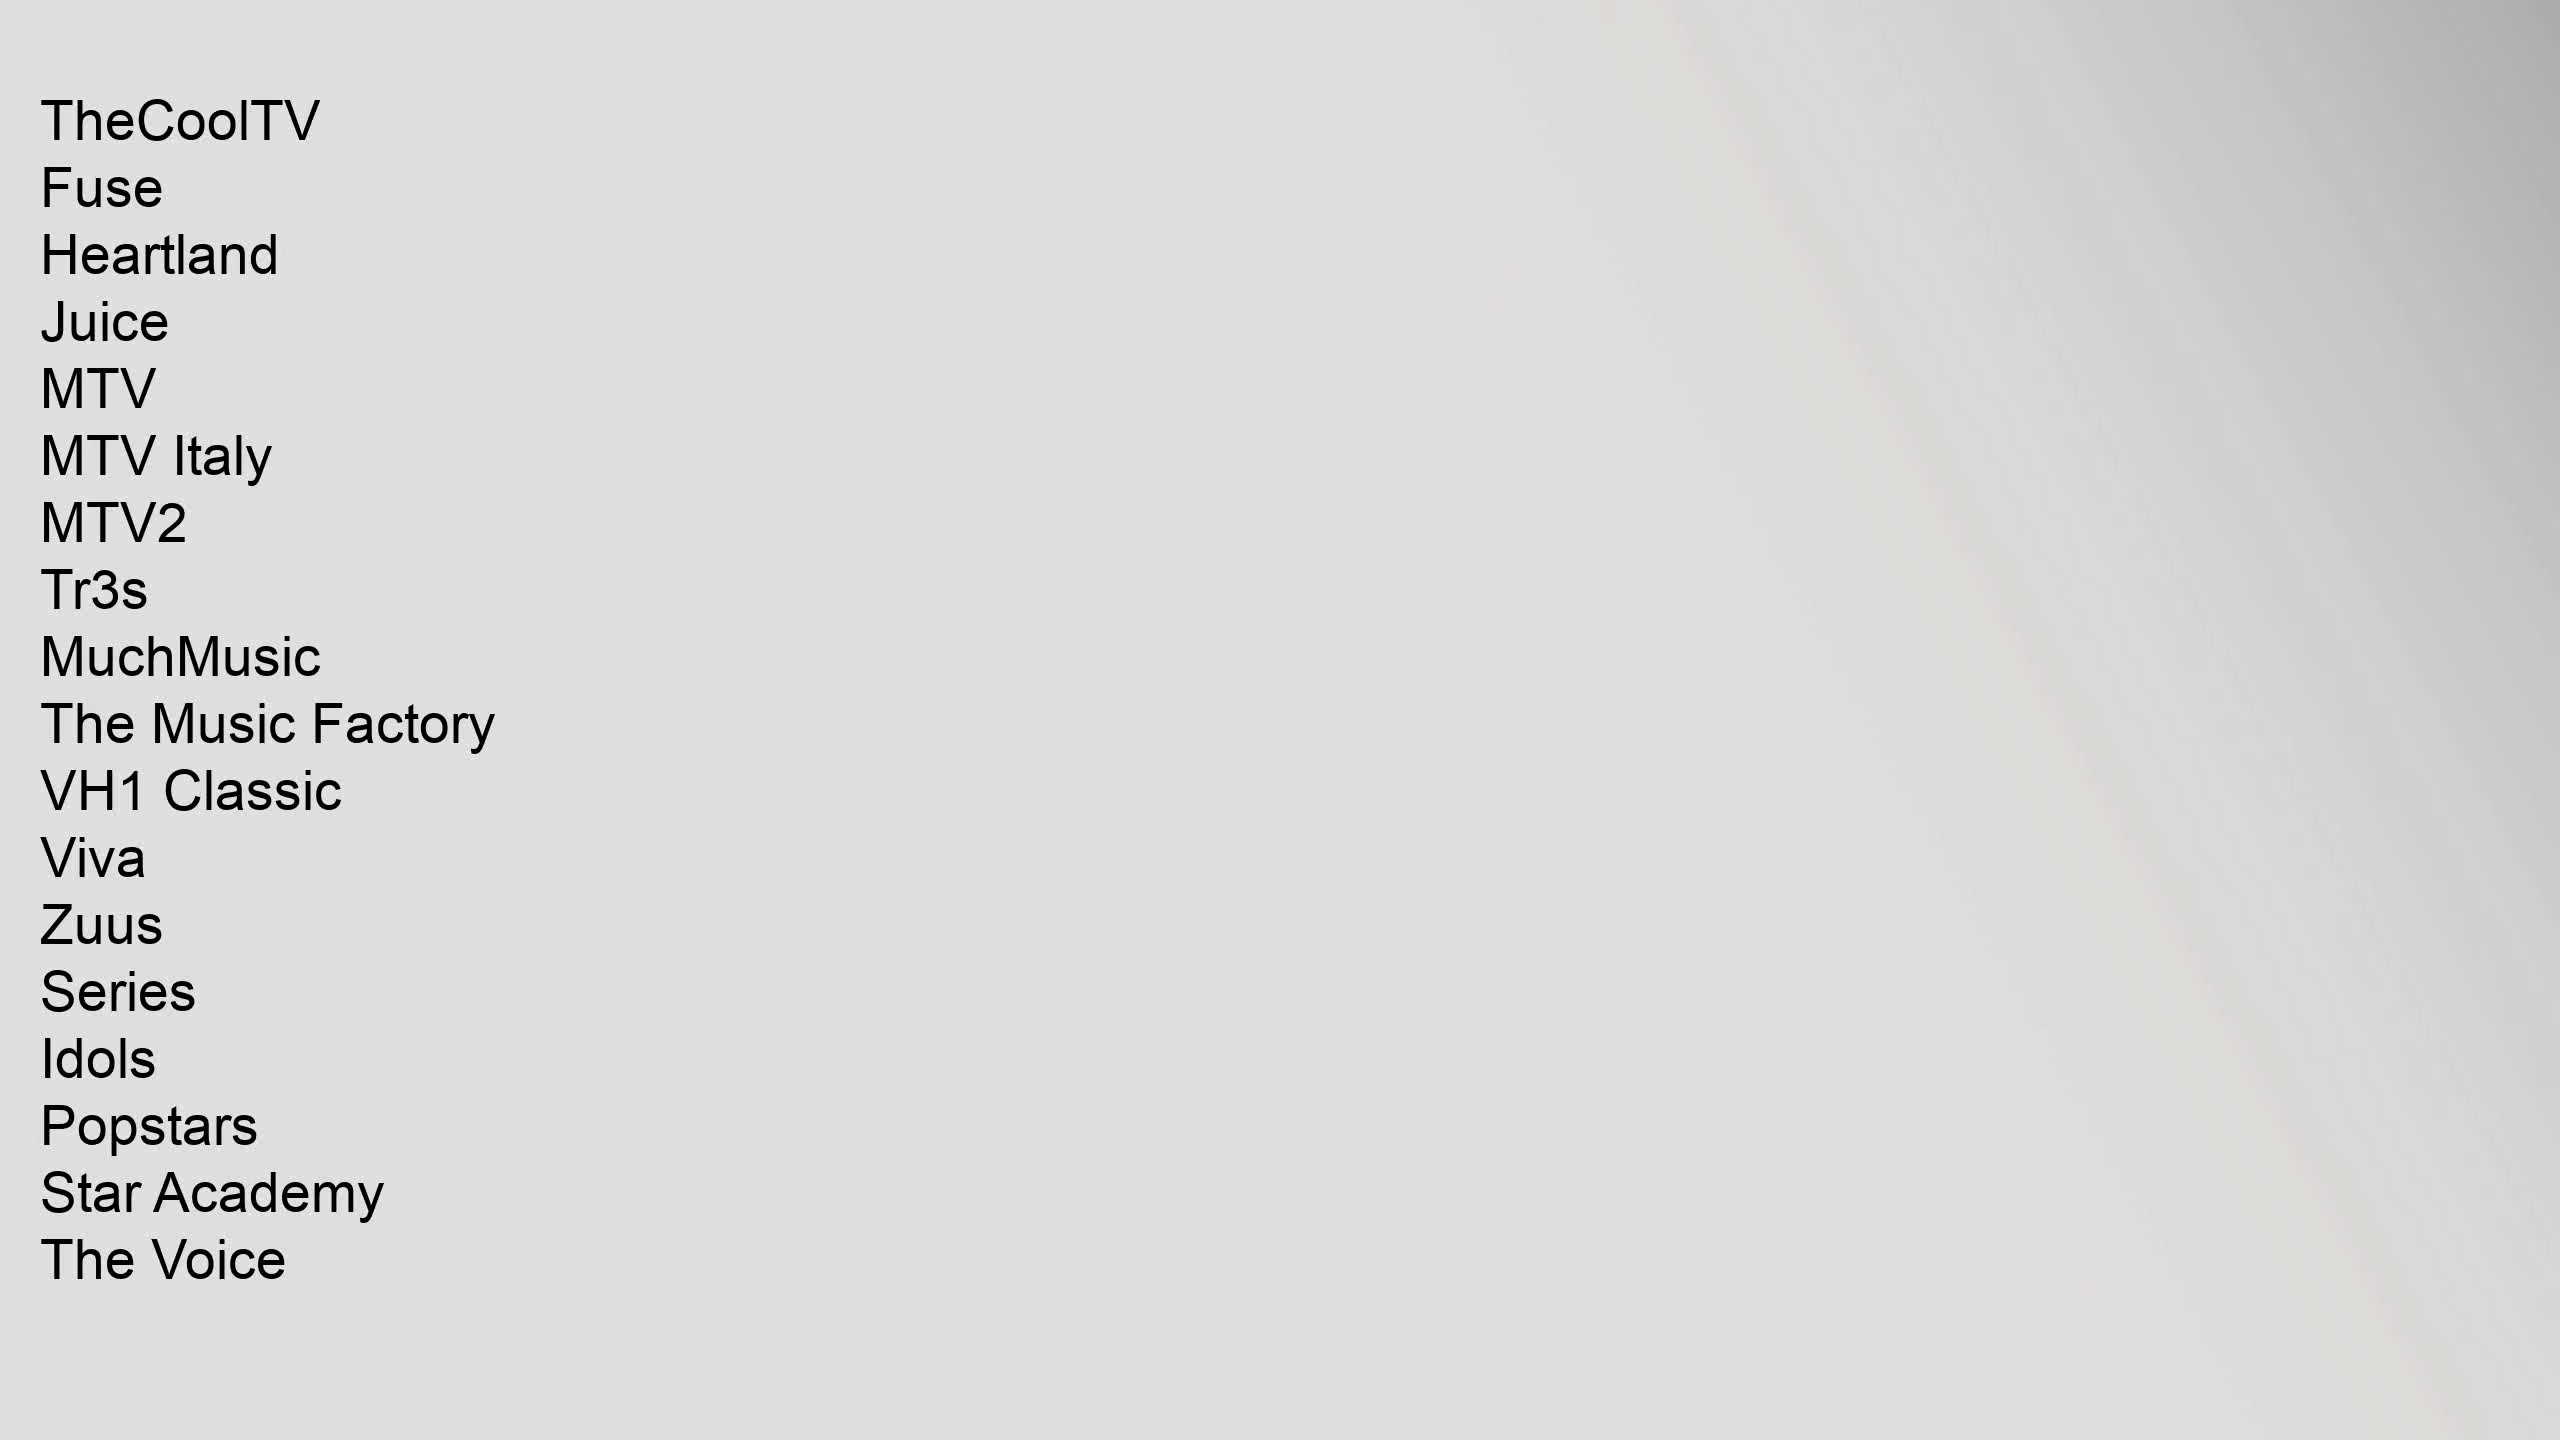 TheCoolTV
Fuse
Heartland
Juice
MTV
MTV Italy
MTV2
Tr3s
MuchMusic
The Music Factory
VH1 Classic
Viva
Zuus
Series
Idols
Popstars
Star Academy
The Voice